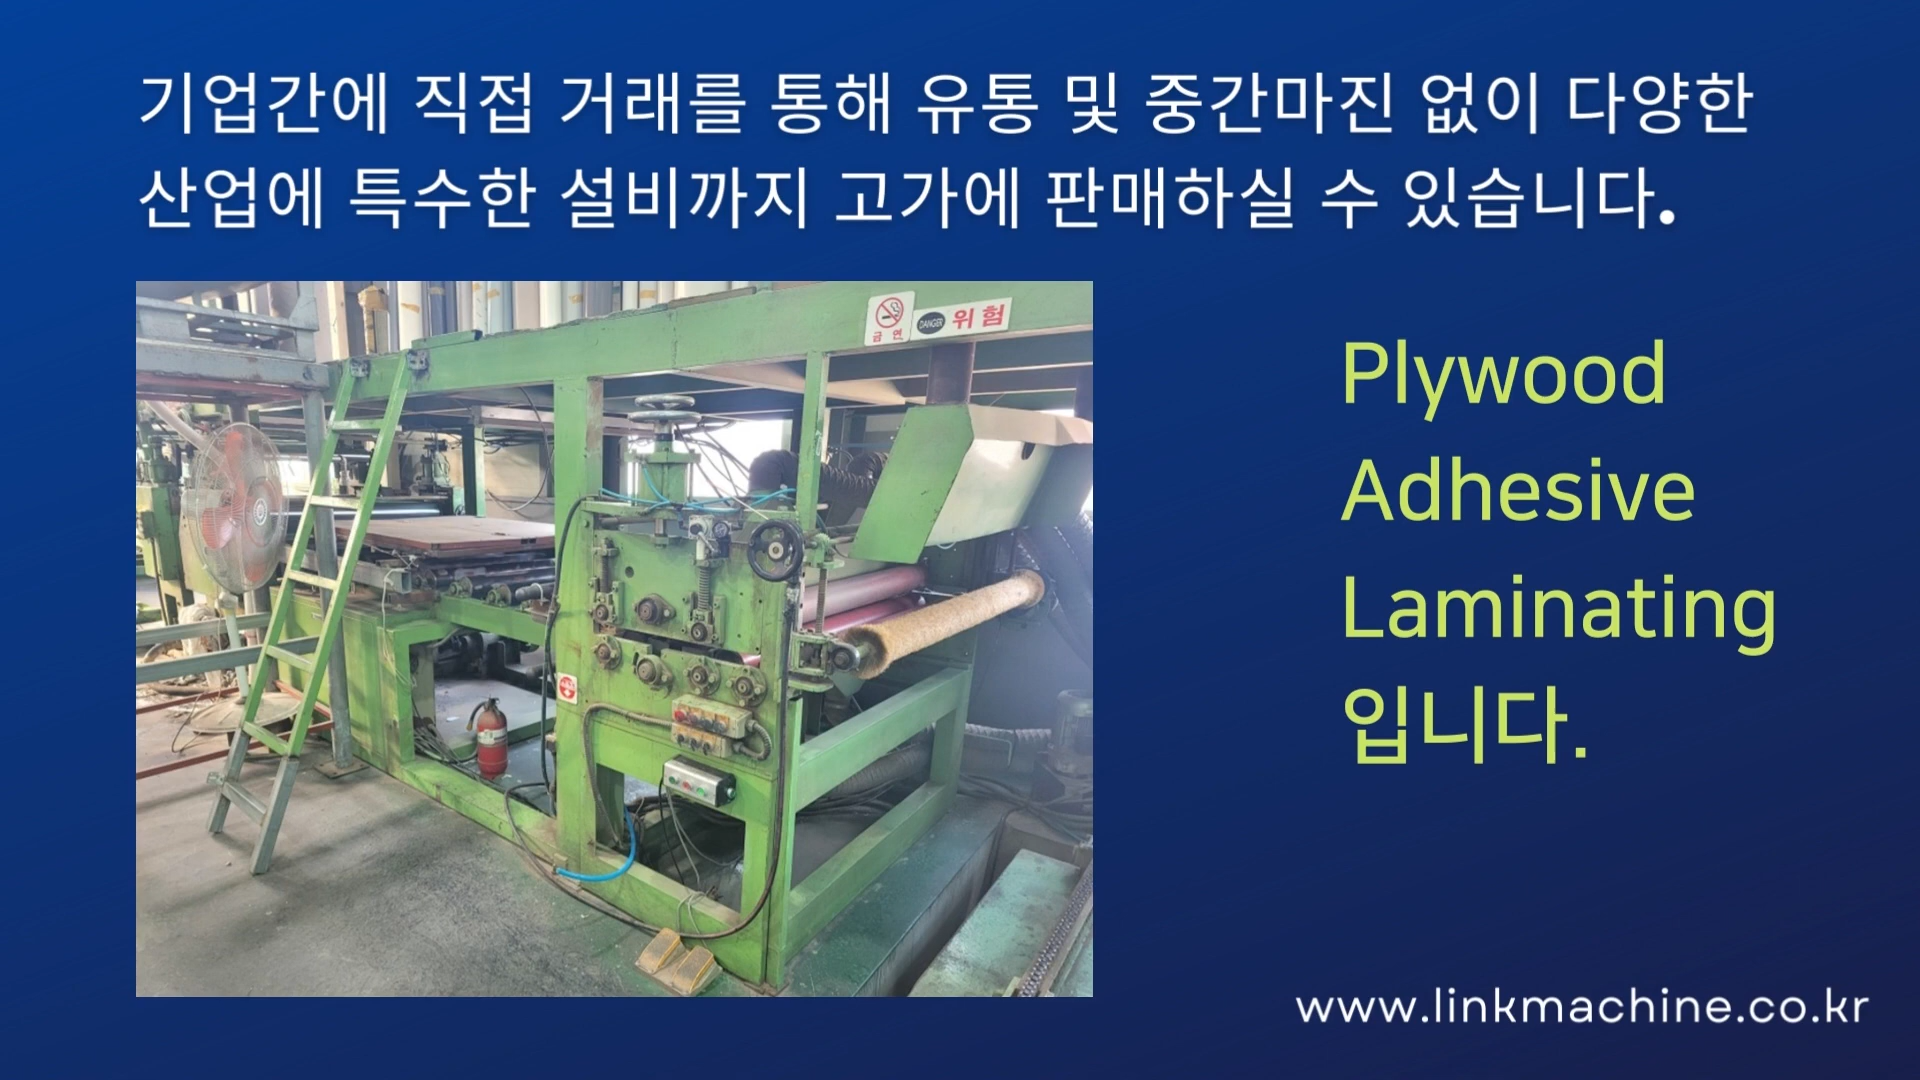 기업간에 직접 거래를 통해 유통 및 중간마진 없이 다양한
산업에 특수한 설비까지 고가에 판매하실 수 있습니다.
금연
DANGER 위험
Plywood
Adhesive
Laminating
입니다.
www.linkmachine.co.kr